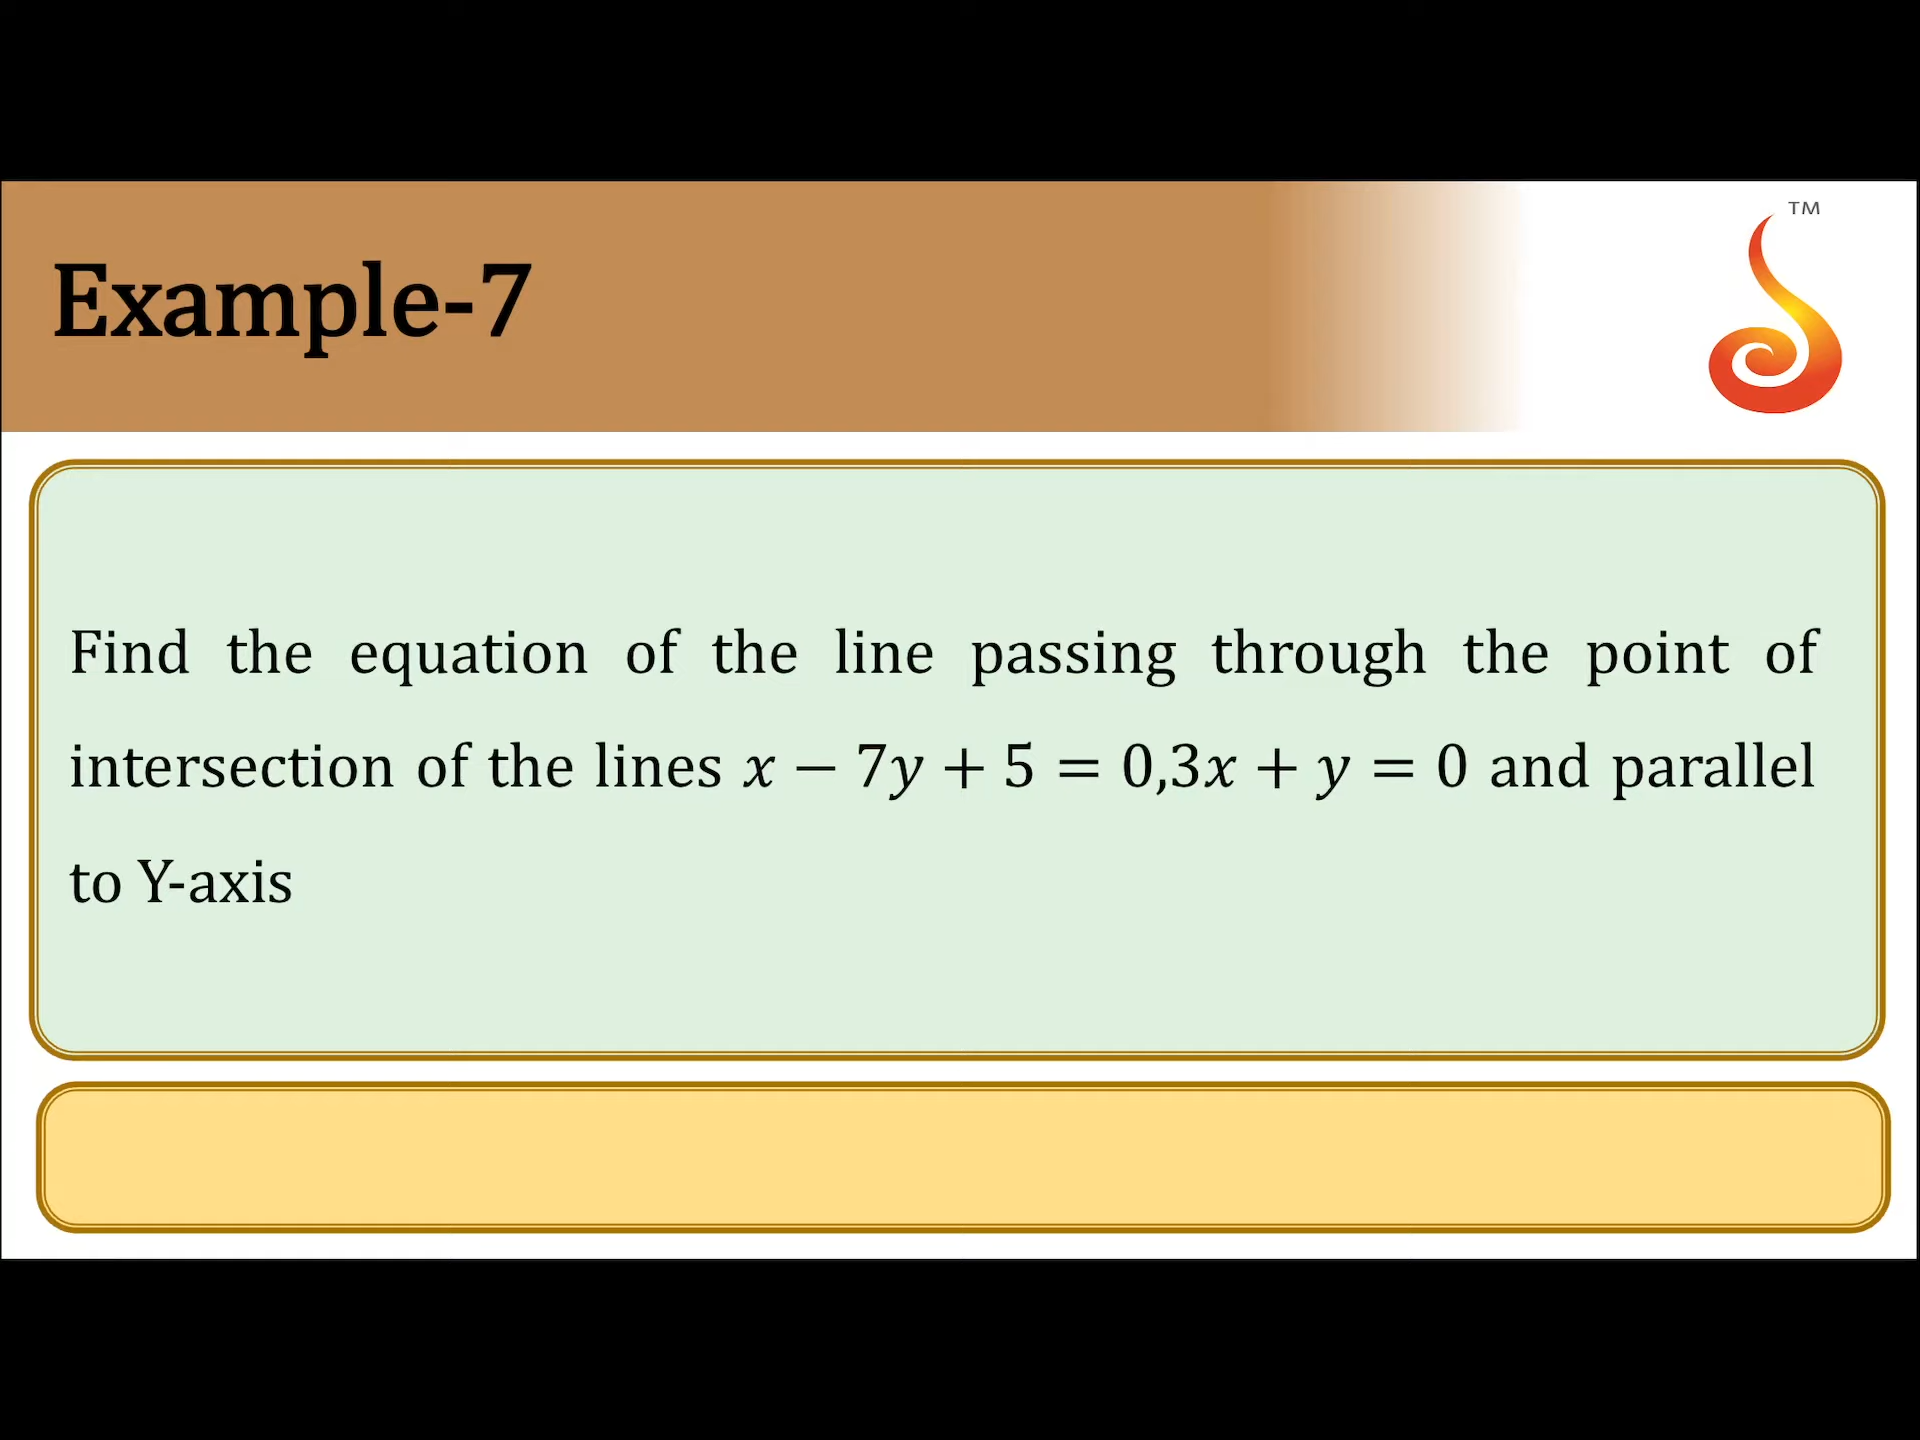 TM
Example-7
Find the equation of the line passing through the point of
intersection of the lines x − 7y + 5 = 0,3x + y = 0 and parallel
to Y-axis